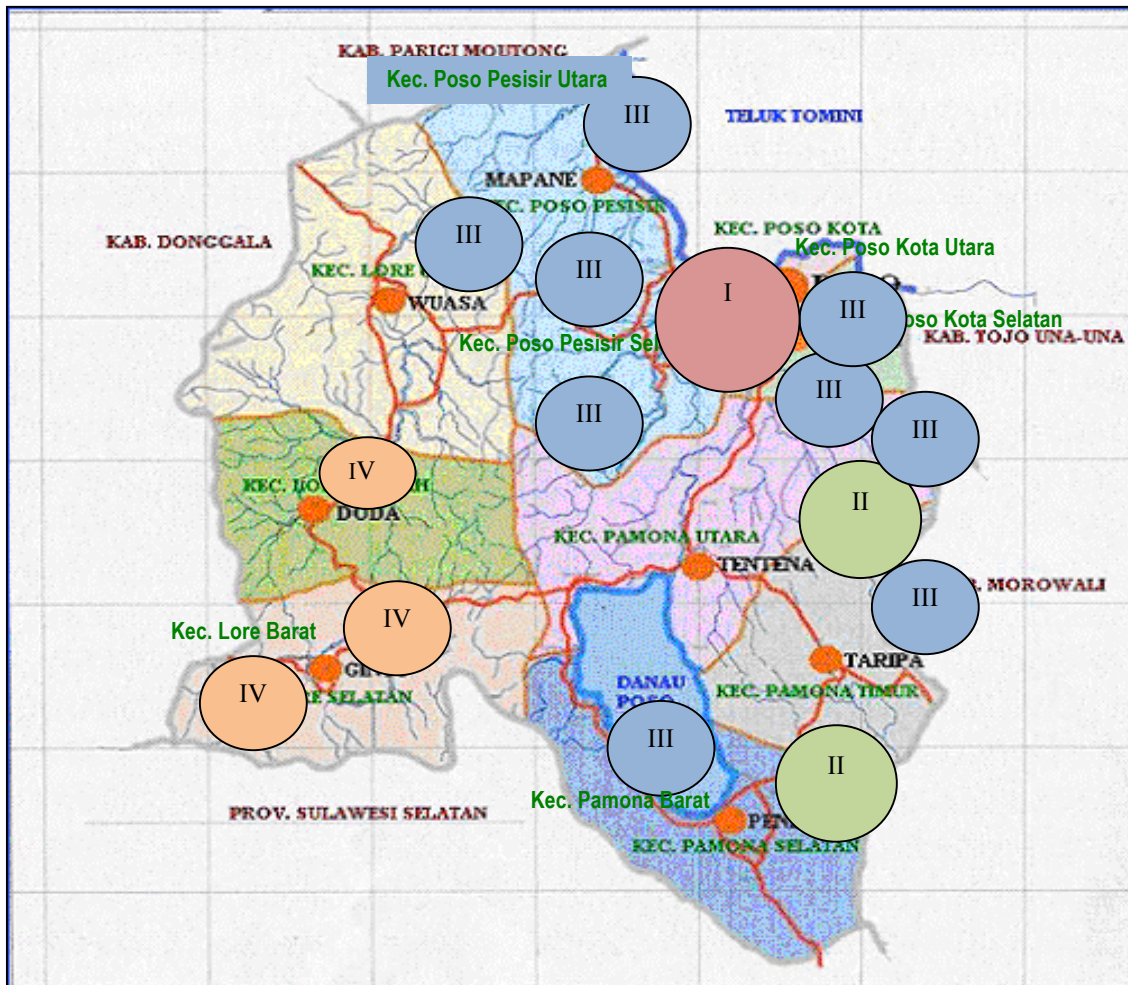 KAB. PARIGI MOUTONG
Kec. Poso Pesisir Utara
III
TELUK TOMINI
MAPANE
KEC. POSO PESISIR
KEC. POSO KOTA
KAB. DONGGALA
III
Kec. Poso Kota Utara
KEC. LORE
III
I
WUASA
III
Kec. Poso Pesisir
Kota Selatan
KAB. TOJO UNA-UNA
III
III
III
IV
KEC.
DODA
II
KEC. PAMONA UTARA
TENTENA
MOROWALI
III
IV
Kec. Lore Barat
TARIPA
IV
SELATAN
DANAU
POSO
KEC. PAMONA TIMUR
III
II
Kec. Pamona Barat
PROV. SULAWESI SELATAN
KEC. PAMONA SELATAN